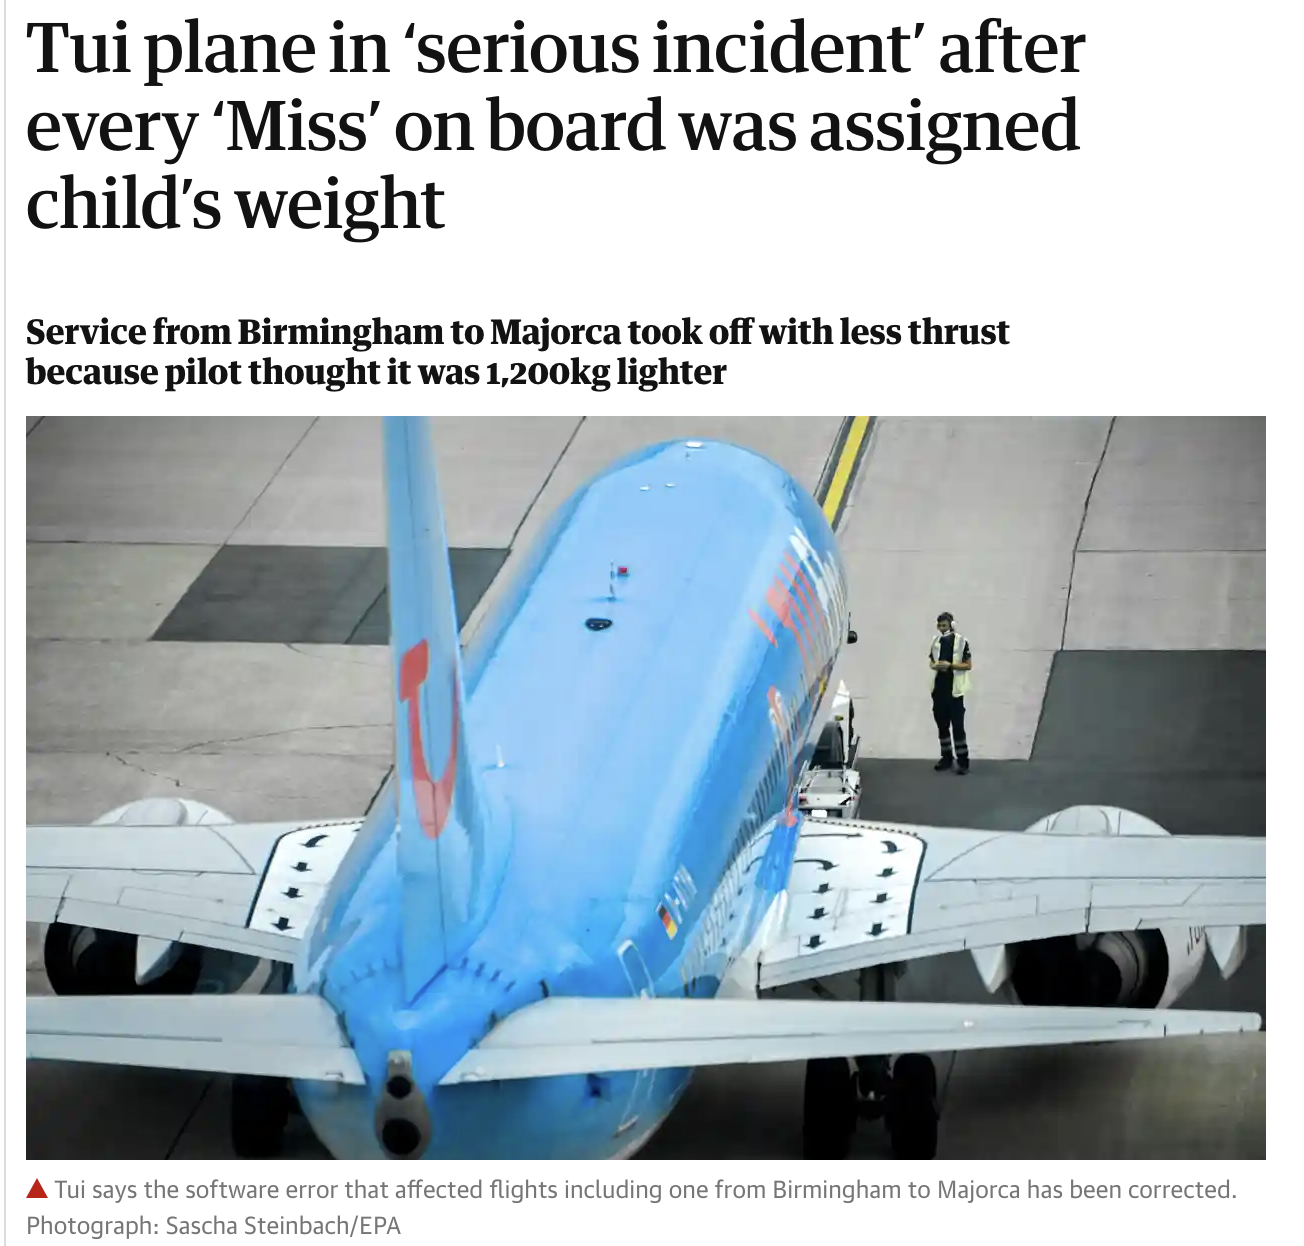 Tui plane in ‘serious incident’ after
every ‘Miss’ on board was assigned
child’s weight
Service from Birmingham to Majorca took off with less thrust
because pilot thought it was 1,200kg lighter
Tui says the software error that affected flights including one from Birmingham to Majorca has been corrected.
Photograph: Sascha Steinbach/EPA